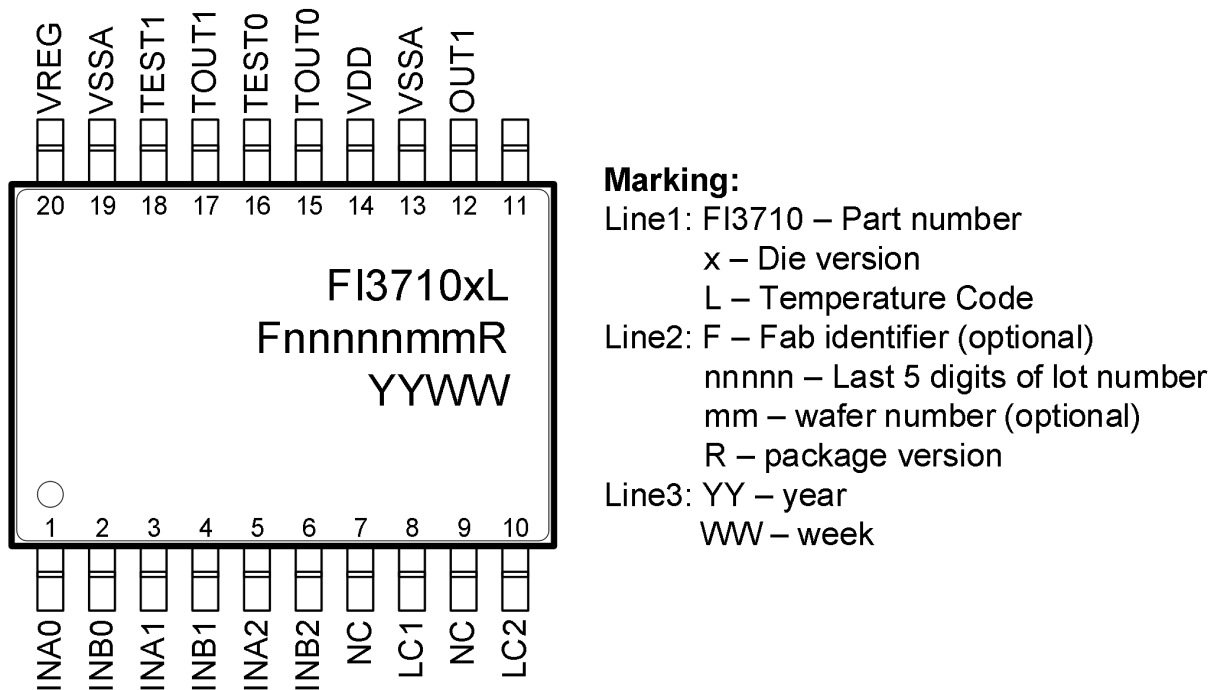 VREG
VSSA
TEST1
TOUT1
TEST0
TOUT0
VDD
VSSA
OUT1
20 19 18 17 16 15 14 13 12 11
FI3710xL
FnnnnnmmR
YYWW
1 2 3 4 5 6 7 8 9 10
INA0
INB0
INA1
INB1
INA2
INB2
NC
LC1
NC
LC2
Marking:
Line1: FI3710 – Part number
x – Die version
L – Temperature Code
Line2: F – Fab identifier (optional)
nnnnn – Last 5 digits of lot number
mm – wafer number (optional)
R – package version
Line3: YY – year
WW – week